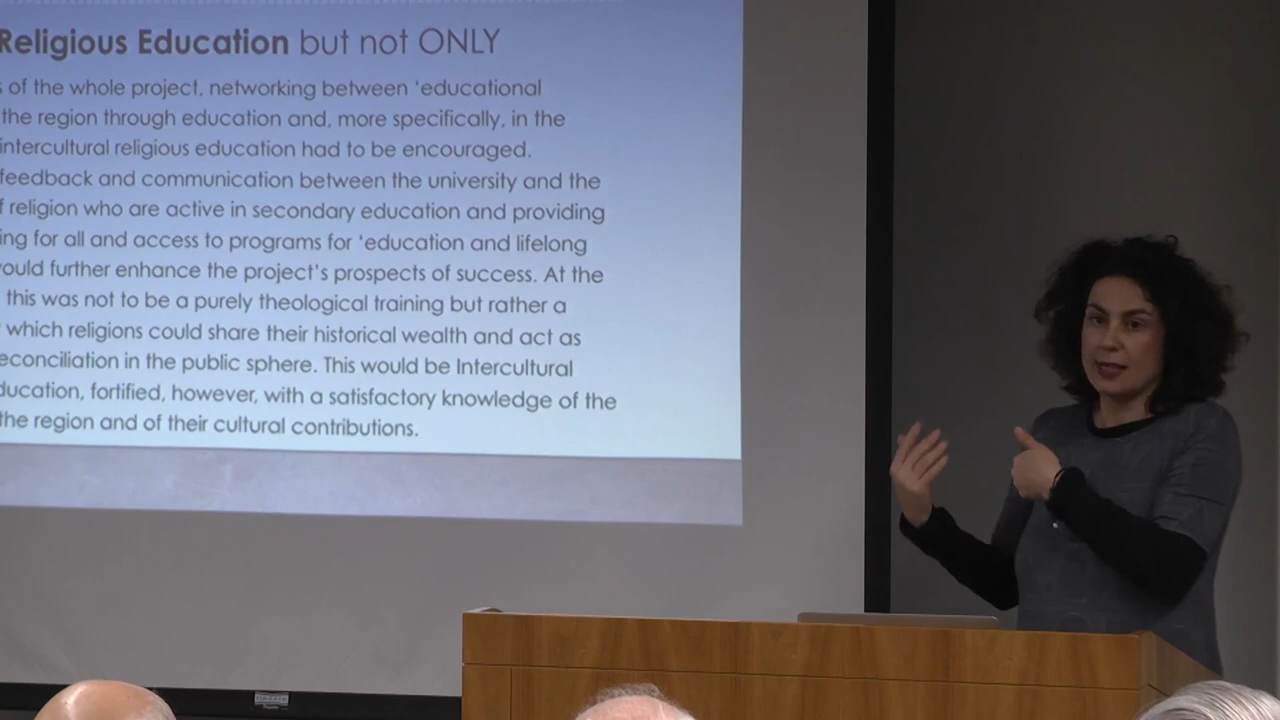 Religious Education but not ONLY
of the whole project, networking between 'educational
the region through education and, more specifically, in the
intercultural religious education had to be encouraged.
feedback and communication between the university and the
religion who are active in secondary education and providing
ing for all and access to programs for 'education and lifelong
ould further enhance the project's prospects of success. At the
this was not to be a purely theological training but rather a
which religions could share their historical wealth and act as
econciliation in the public sphere. This would be Intercultural
ducation, fortified, however, with a satisfactory knowledge of the
the region and of their cultural contributions.